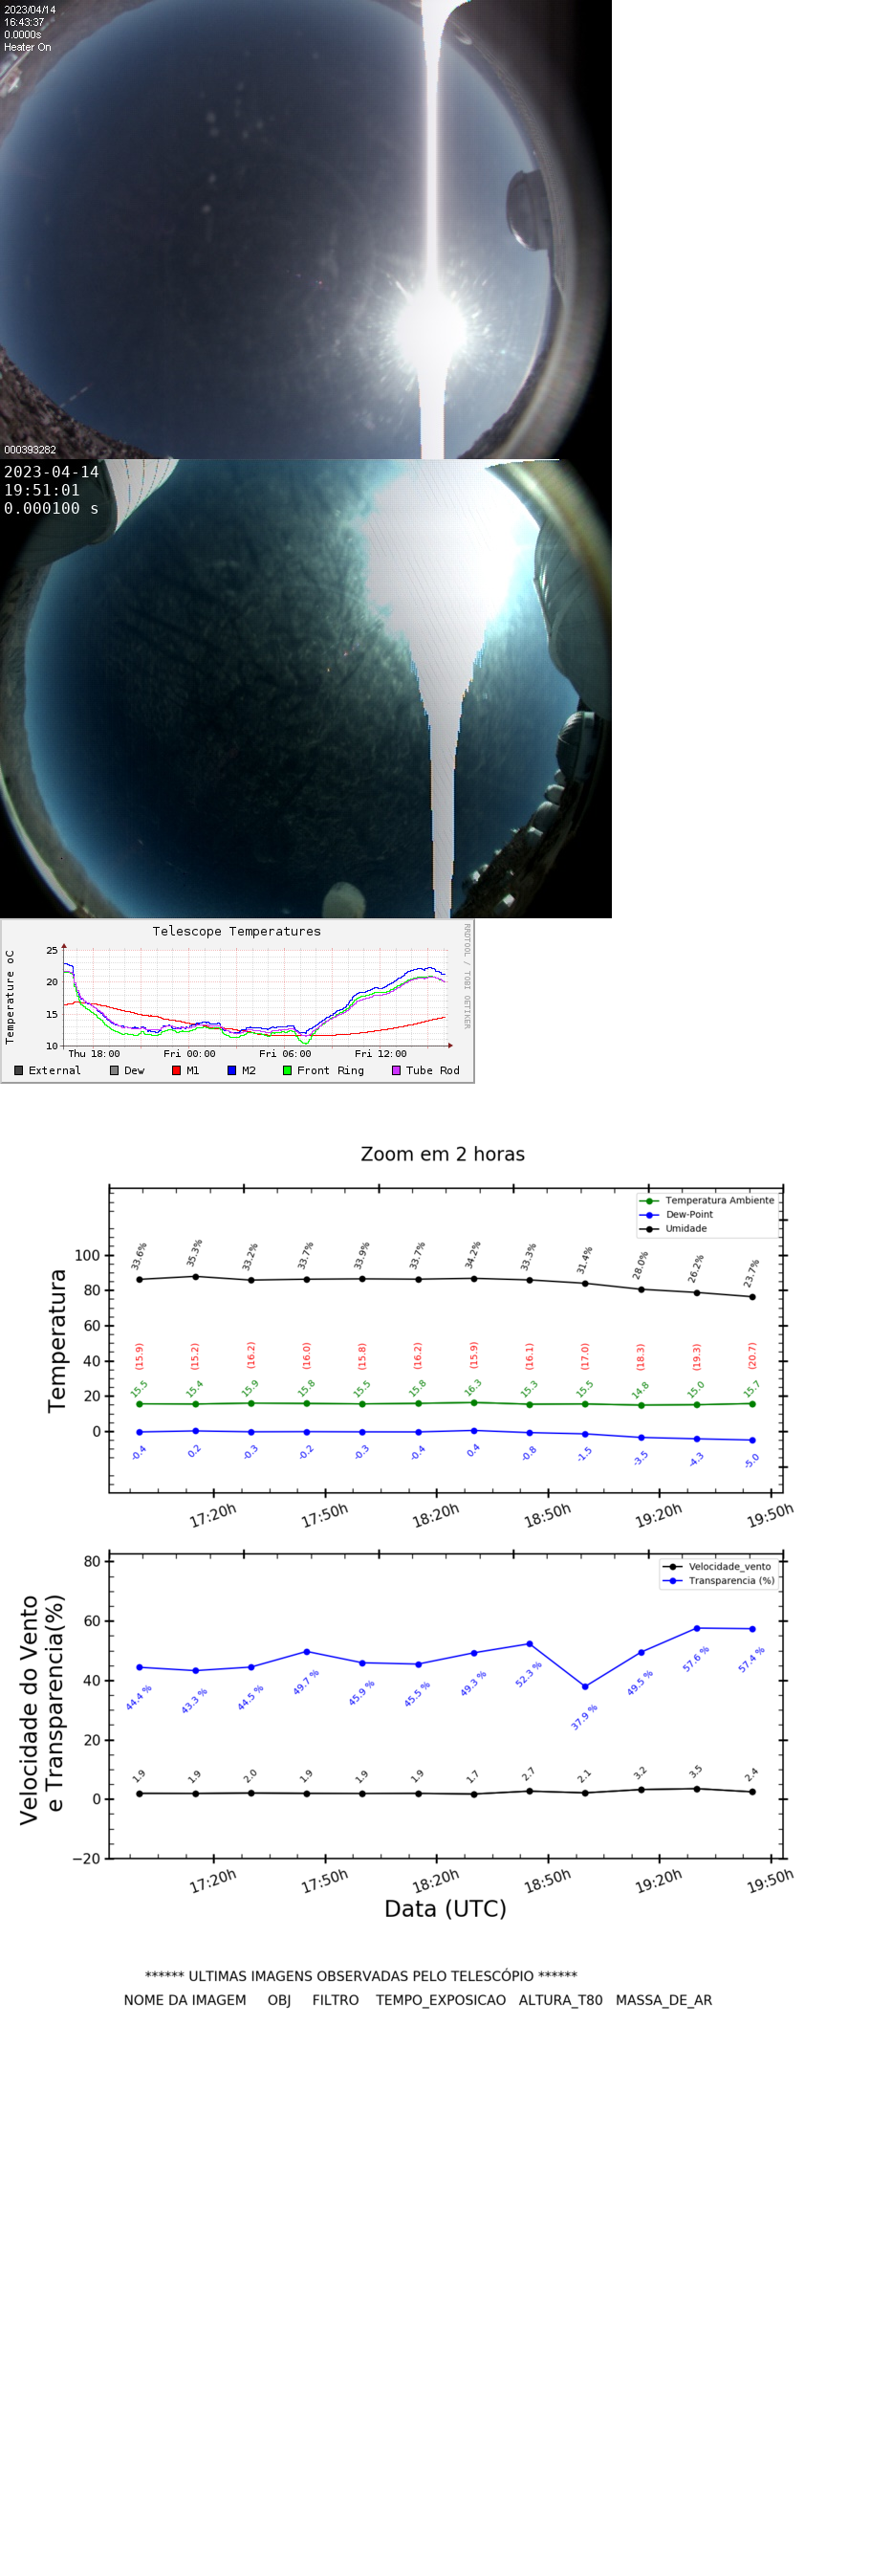 2023/04/14
16:43:37
0.0000s
Heater On
000393282
2023-04-14
19:51:01
0.000100 s
Telescope Temperatures
RRDTOOL / TOBI OETIKER
Temperature oC
25
20
15
10
Thu 18:00 Fri 00:00 Fri 06:00 Fri 12:00
External Dew M1 M2 Front Ring Tube Rod
Zoom em 2 horas
Temperatura Ambiente
Dew-Point
Umidade
Temperatura
100
80
60
40
20
0
33.6% 35.3% 33.2% 33.7% 33.9% 33.7% 34.2% 33.3% 31.4% 28.0% 26.2% 23.7%
(15.9) (15.2) (16.2) (16.0) (15.8) (16.2) (15.9) (16.1) (17.0) (18.3) (19.3) (20.7)
15.5 15.4 15.9 15.8 15.5 15.8 16.3 15.3 15.5 14.8 15.0 15.7
-0.4 0.2 -0.3 -0.2 -0.3 -0.4 0.4 -0.8 -1.5 -3.5 -4.3 -5.0
17:20h 17:50h 18:20h 18:50h 19:20h 19:50h
Velocidade_vento
Transparencia (%)
Velocidade do Vento
e Transparencia(%)
80
60
40
20
0
−20
44.4 % 43.3 % 44.5 % 49.7 % 45.9 % 45.5 % 49.3 % 52.3 % 37.9 % 49.5 % 57.6 % 57.4 %
1.9 1.9 2.0 1.9 1.9 1.9 1.7 2.7 2.1 3.2 3.5 2.4
17:20h 17:50h 18:20h 18:50h 19:20h 19:50h
Data (UTC)
****** ULTIMAS IMAGENS OBSERVADAS PELO TELESCÓPIO ******
NOME DA IMAGEM OBJ FILTRO TEMPO_EXPOSICAO ALTURA_T80 MASSA_DE_AR